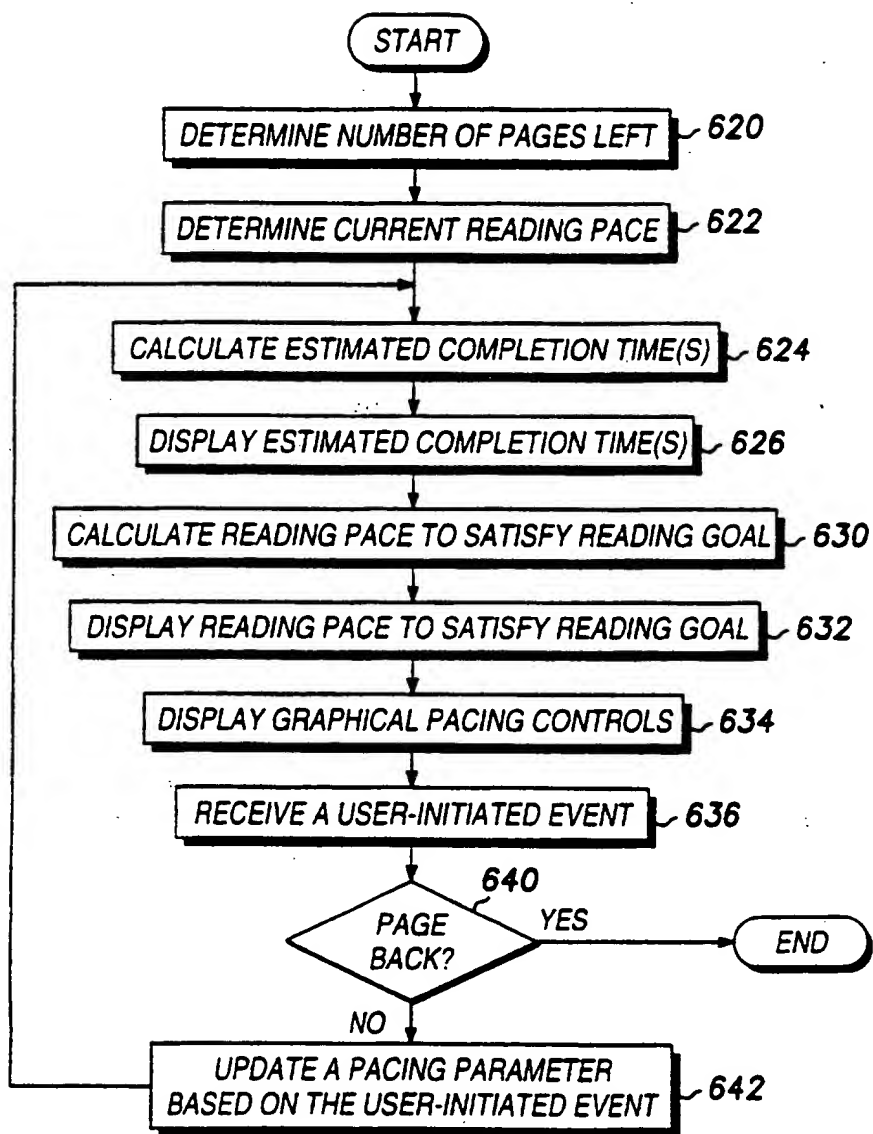 START
DETERMINE NUMBER OF PAGES LEFT 620
DETERMINE CURRENT READING PACE 622
CALCULATE ESTIMATED COMPLETION TIME(S) 624
DISPLAY ESTIMATED COMPLETION TIME(S) 626
CALCULATE READING PACE TO SATISFY READING GOAL 630
DISPLAY READING PACE TO SATISFY READING GOAL 632
DISPLAY GRAPHICAL PACING CONTROLS 634
RECEIVE A USER-INITIATED EVENT 636
640
PAGE
BACK?
YES
END
NO
UPDATE A PACING PARAMETER
BASED ON THE USER-INITIATED EVENT 642